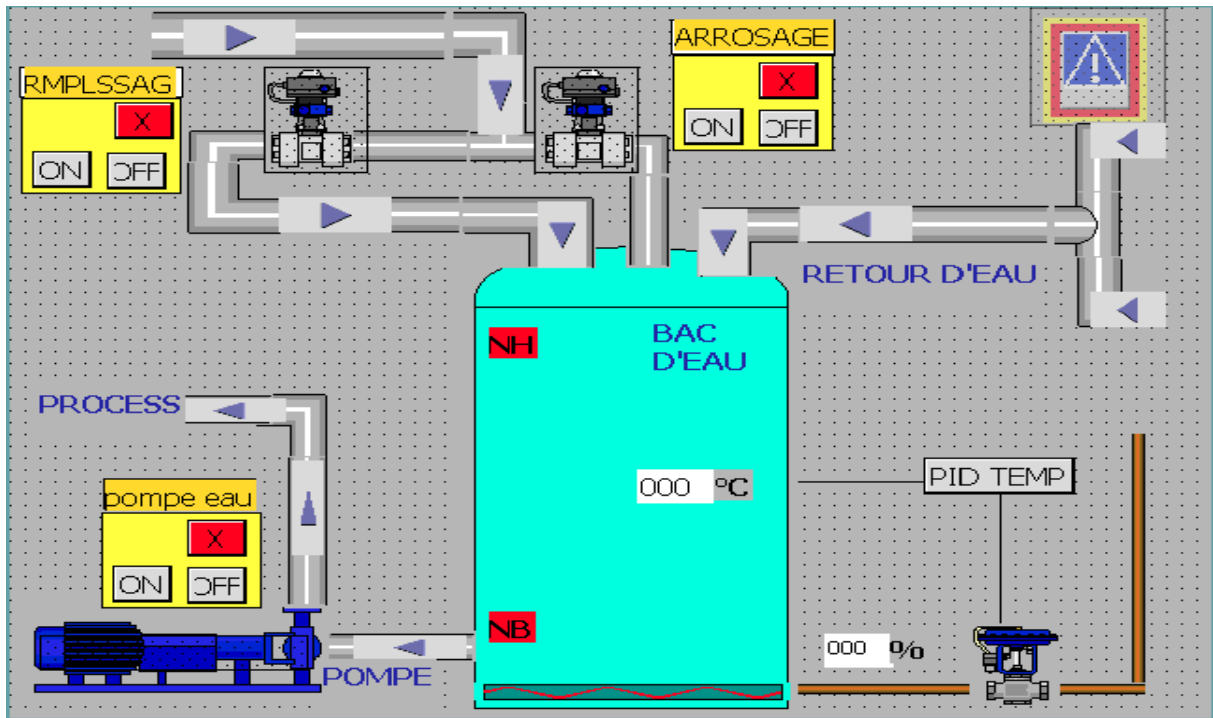 ARROSAGE
X
ON OFF
RMPLSSAG
X
ON OFF
RETOUR D'EAU
NH
BAC
D'EAU
PROCESS
000 °C
PID TEMP
pompe eau
X
ON OFF
NB
000 %
POMPE